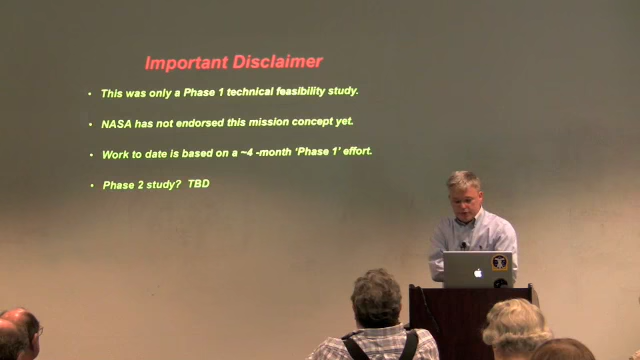 Important Disclaimer
• This was only a Phase 1 technical feasibility study.
• NASA has not endorsed this mission concept yet.
• Work to date is based on a ~4 -month 'Phase 1' effort.
• Phase 2 study? TBD